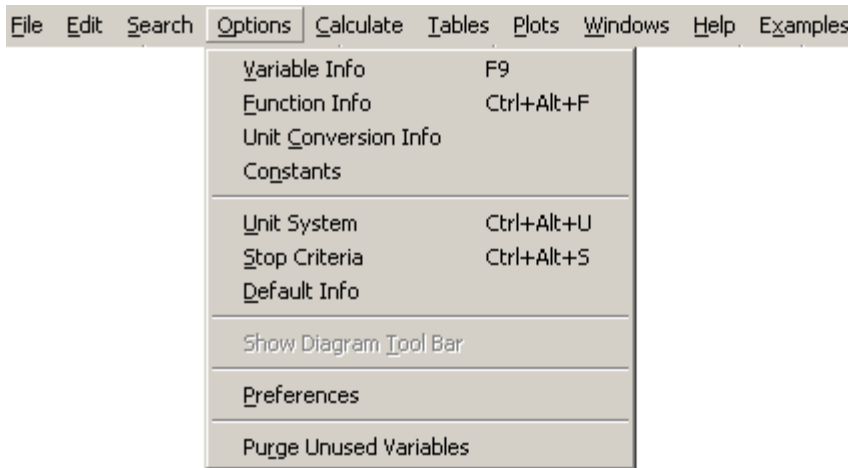 File Edit Search Options Calculate Tables Plots Windows Help Examples
Variable Info F9
Function Info Ctrl+Alt+F
Unit Conversion Info
Constants
Unit System Ctrl+Alt+U
Stop Criteria Ctrl+Alt+S
Default Info
Show Diagram Tool Bar
Preferences
Purge Unused Variables